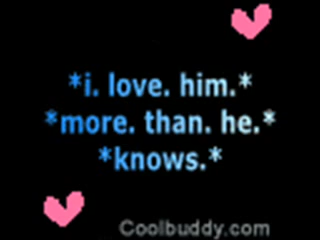 *i. love. him.*
*more. than. he.*
*knows.*
Coolbuddy.com